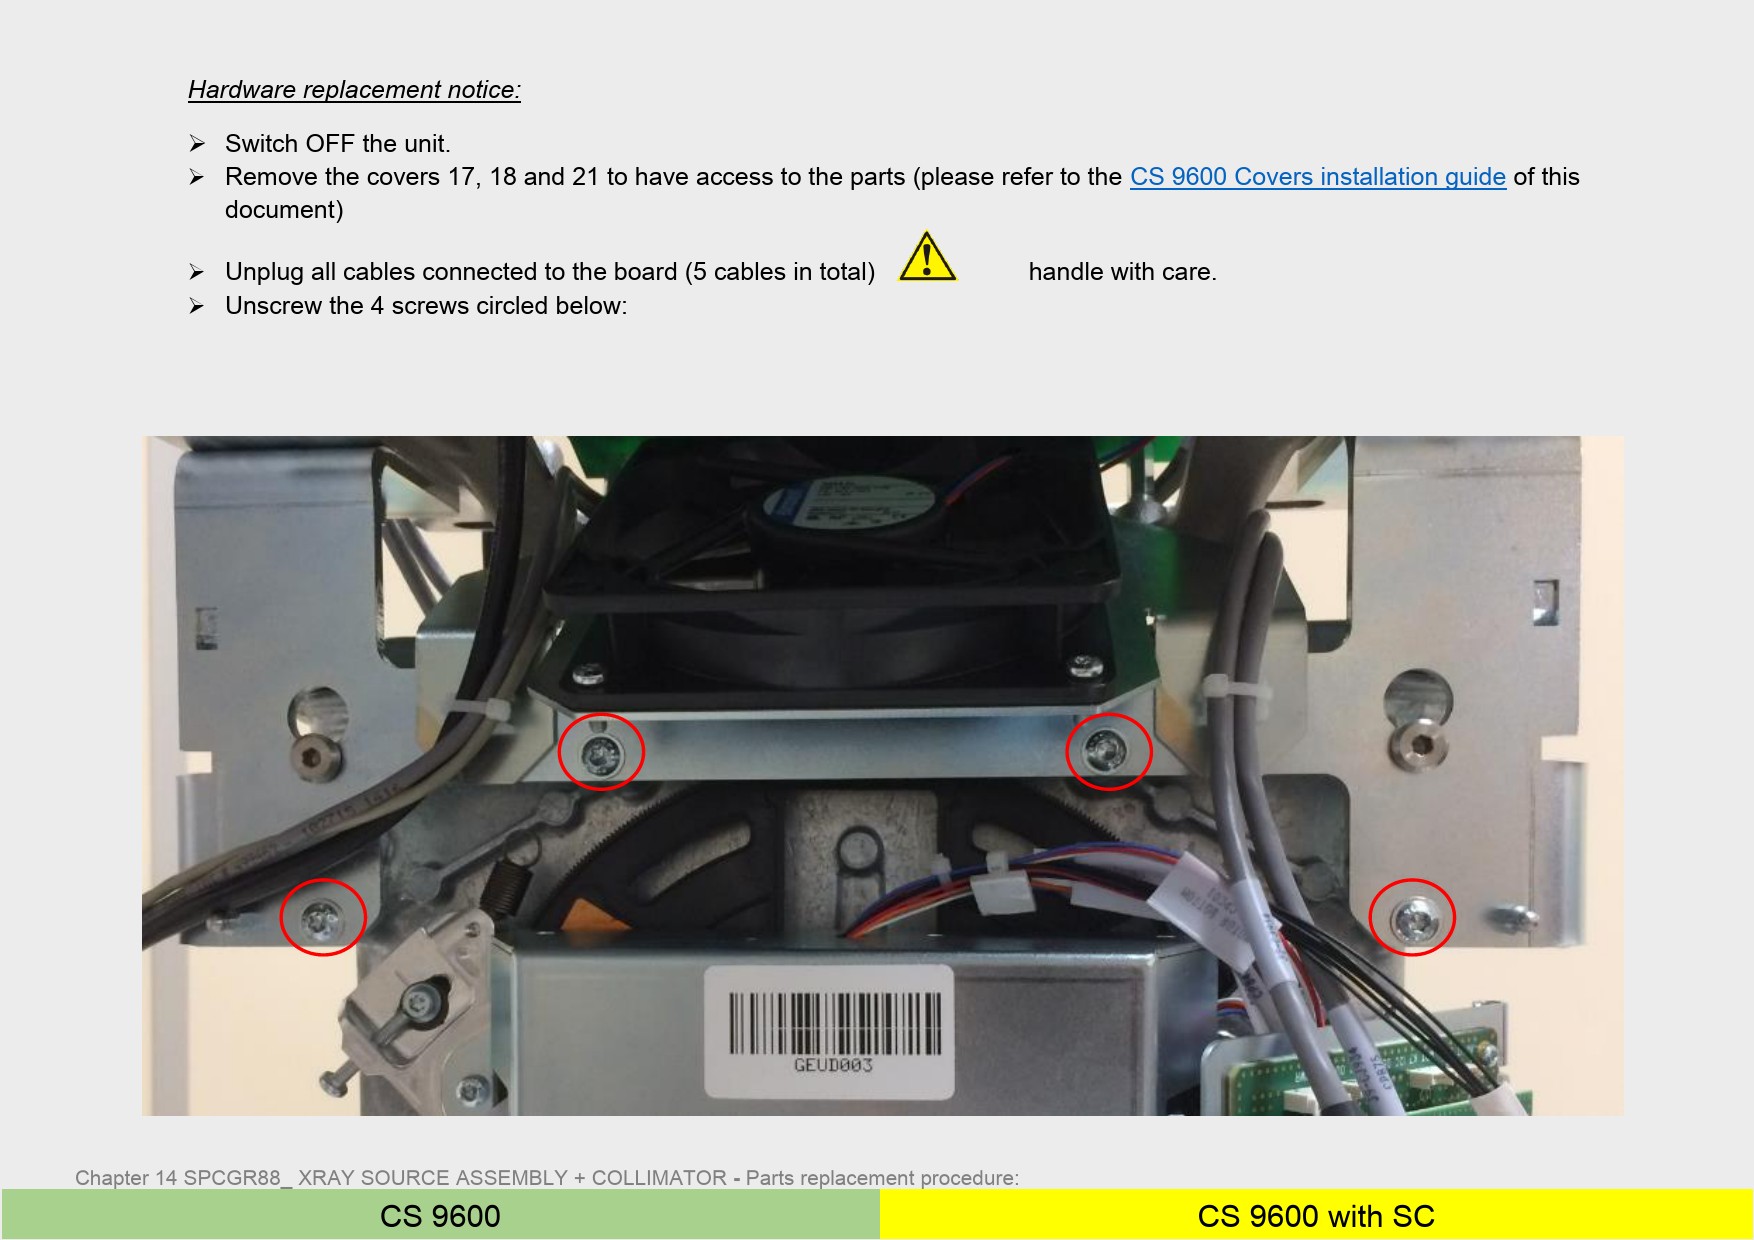 Hardware replacement notice:
Switch OFF the unit.
Remove the covers 17, 18 and 21 to have access to the parts (please refer to the CS 9600 Covers installation guide of this
document)
Unplug all cables connected to the board (5 cables in total) handle with care.
Unscrew the 4 screws circled below:
GEUD003
Chapter 14 SPCGR88_ XRAY SOURCE ASSEMBLY + COLLIMATOR - Parts replacement procedure:
CS 9600
CS 9600 with SC